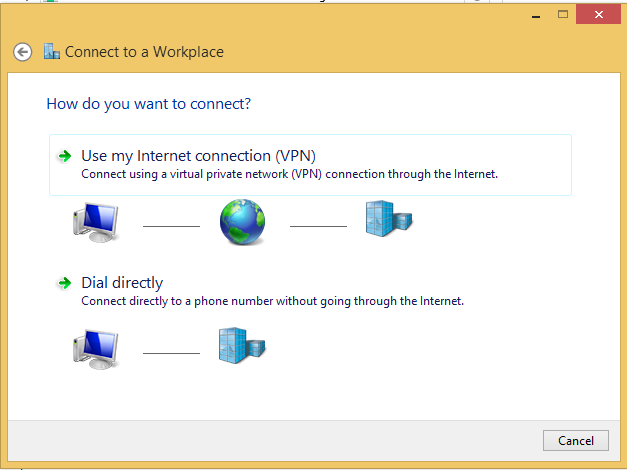 Connect to a Workplace
How do you want to connect?
Use my Internet connection (VPN)
Connect using a virtual private network (VPN) connection through the Internet.
Dial directly
Connect directly to a phone number without going through the Internet.
Cancel